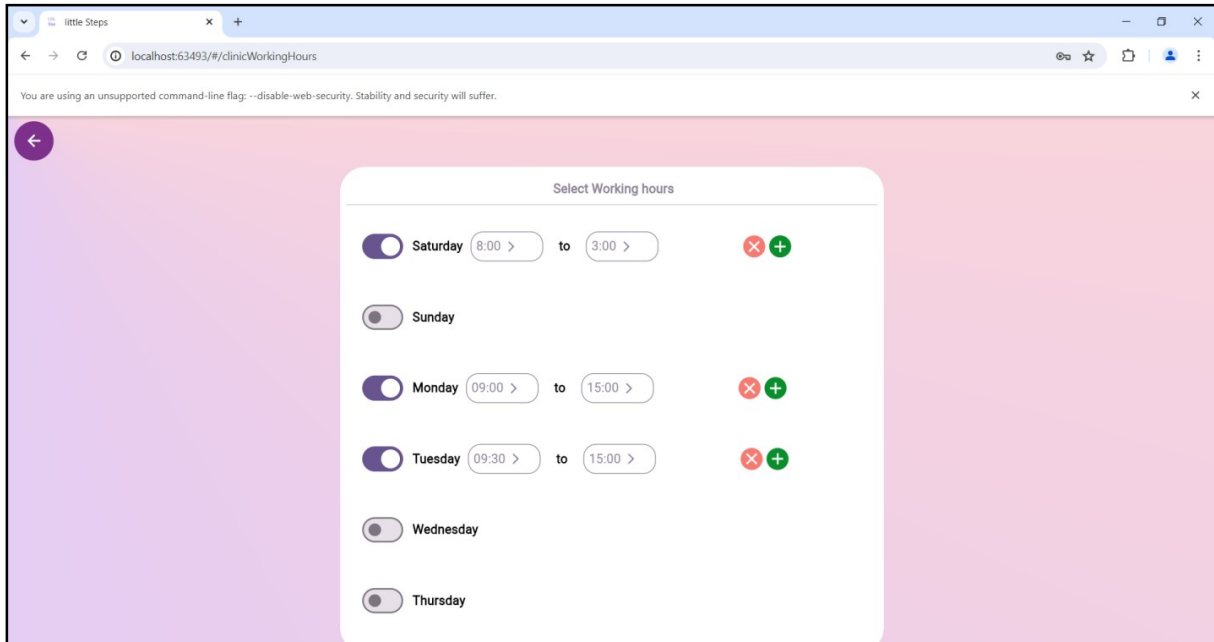 little Steps
localhost:63493/#/clinicWorkingHours
You are using an unsupported command-line flag: --disable-web-security. Stability and security will suffer.
Select Working hours
Saturday 8:00 > to 3:00 >
Sunday
Monday 09:00 > to 15:00 >
Tuesday 09:30 > to 15:00 >
Wednesday
Thursday